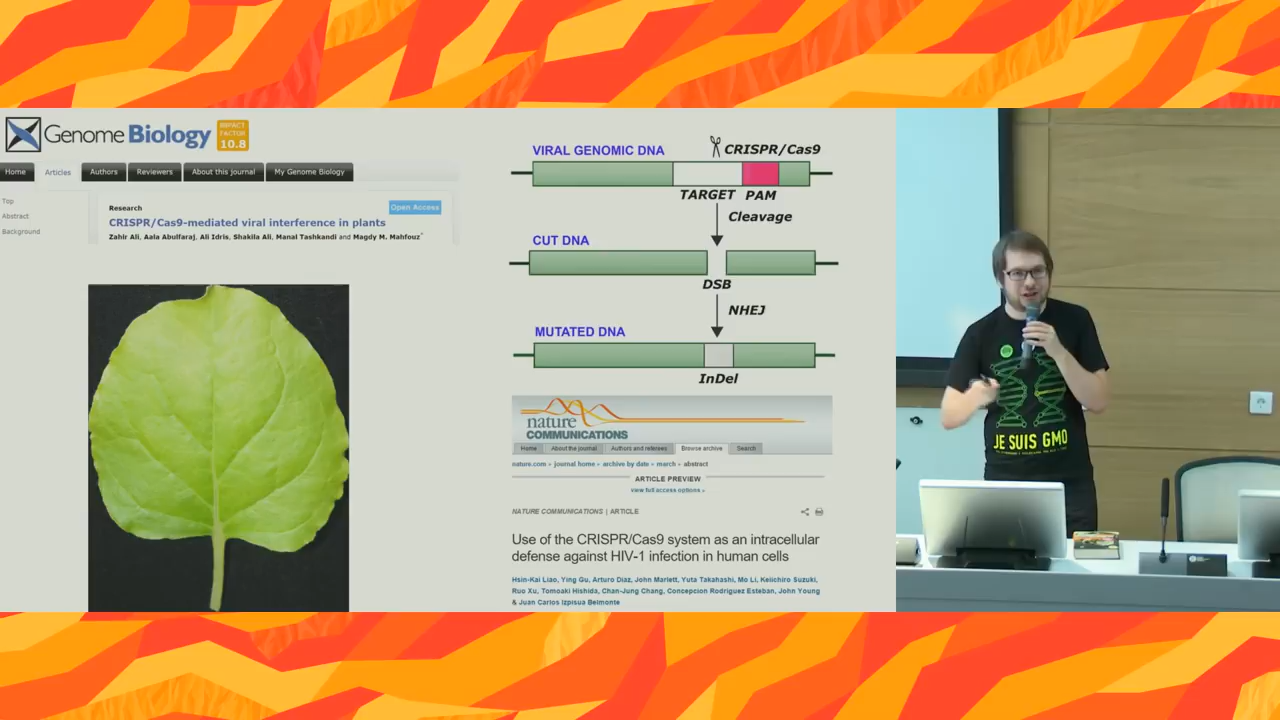 Genome Biology
IMPACT
FACTOR
10.8
Home
Articles
Authors
Reviewers
About this journal
My Genome Biology
Top
Abstract
Background
Research
Open Access
CRISPR/Cas9-mediated viral interference in plants
Zahir Ali, Aala Abulfaraj, Ali Idris, Shakila Ali, Manal Tashkandi and Magdy M. Mahfouz*
VIRAL GENOMIC DNA
CRISPR/Cas9
TARGET
PAM
Cleavage
CUT DNA
DSB
NHEJ
MUTATED DNA
InDel
nature
COMMUNICATIONS
Home
About the journal
Authors and referees
Browse archive
Search
nature.com » journal home » archive by date » march » abstract
ARTICLE PREVIEW
view full access options »
NATURE COMMUNICATIONS | ARTICLE
Use of the CRISPR/Cas9 system as an intracellular
defense against HIV-1 infection in human cells
Hsin-Kai Liao, Ying Gu, Arturo Diaz, John Marlett, Yuta Takahashi, Mo Li, Keiichiro Suzuki,
Ruo Xu, Tomoaki Hishida, Chan-Jung Chang, Concepcion Rodriguez Esteban, John Young
& Juan Carlos Izpisua Belmonte
JE SUIS GMO